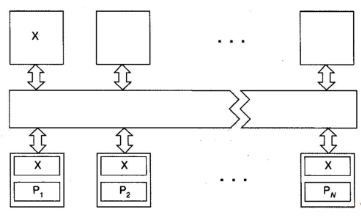 X
. . .
X X X
P1 P2 . . . PN